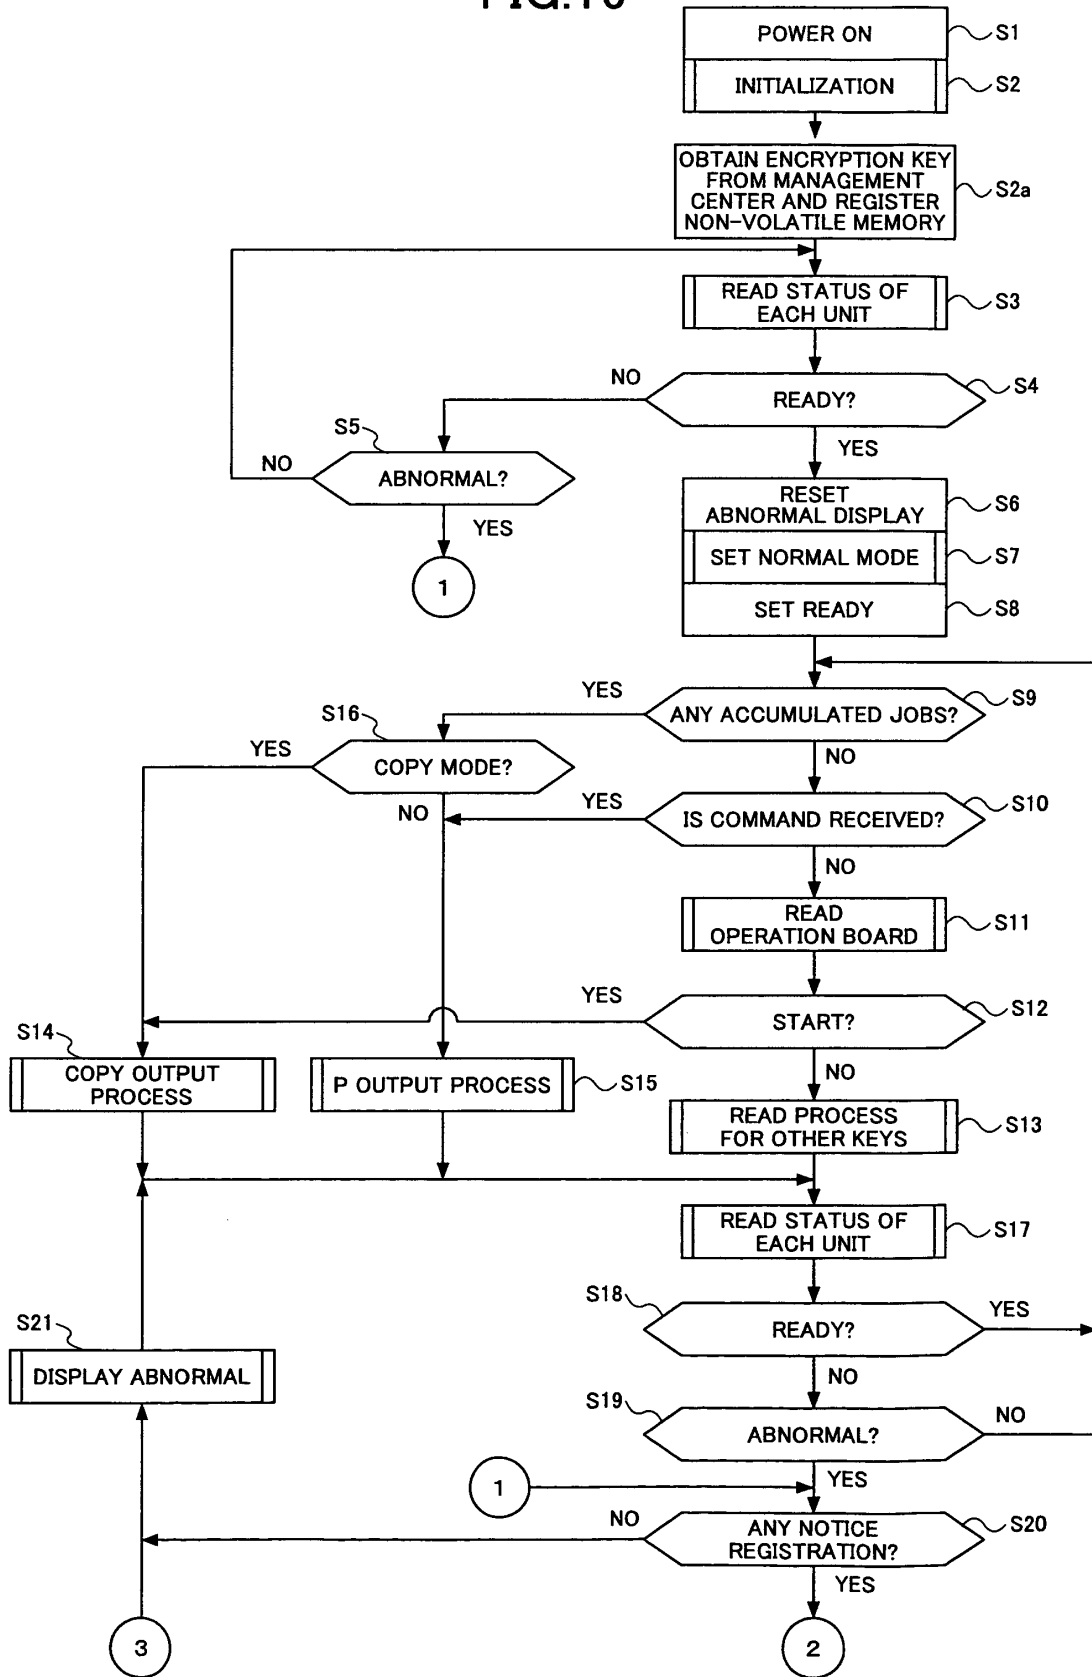 FIG.10
POWER ON
S1
INITIALIZATION
S2
OBTAIN ENCRYPTION KEY
FROM MANAGEMENT
CENTER AND REGISTER
NON-VOLATILE MEMORY
S2a
READ STATUS OF
EACH UNIT
S3
NO
READY?
S4
YES
S5
NO
ABNORMAL?
YES
1
RESET
ABNORMAL DISPLAY
S6
SET NORMAL MODE
S7
SET READY
S8
YES
ANY ACCUMULATED JOBS?
S9
NO
S16
YES
COPY MODE?
NO
YES
IS COMMAND RECEIVED?
S10
NO
READ
OPERATION BOARD
S11
YES
START?
S12
NO
S14
COPY OUTPUT
PROCESS
P OUTPUT PROCESS
S15
READ PROCESS
FOR OTHER KEYS
S13
READ STATUS OF
EACH UNIT
S17
S18
READY?
YES
NO
S21
DISPLAY ABNORMAL
S19
ABNORMAL?
NO
YES
1
NO
ANY NOTICE
REGISTRATION?
S20
YES
3
2